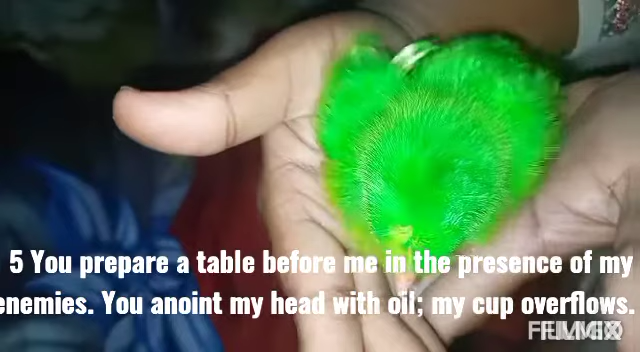 5 You prepare a table before me in the presence of my
enemies. You anoint my head with oil; my cup overflows.